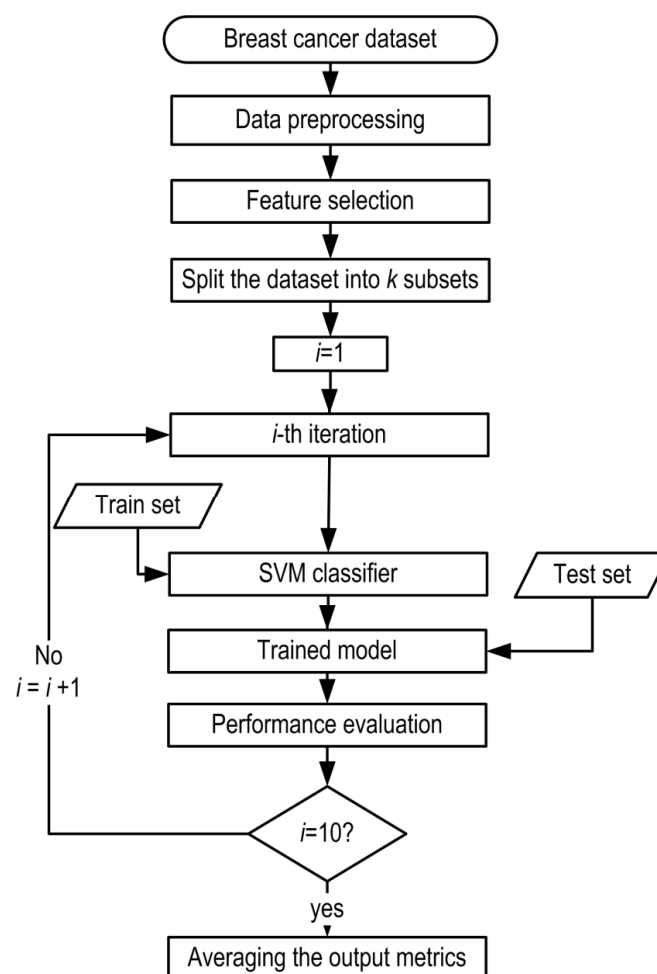 Breast cancer dataset
Data preprocessing
Feature selection
Split the dataset into k subsets
i=1
i-th iteration
Train set
SVM classifier
Test set
Trained model
No
i = i +1
Performance evaluation
i=10?
yes
Averaging the output metrics